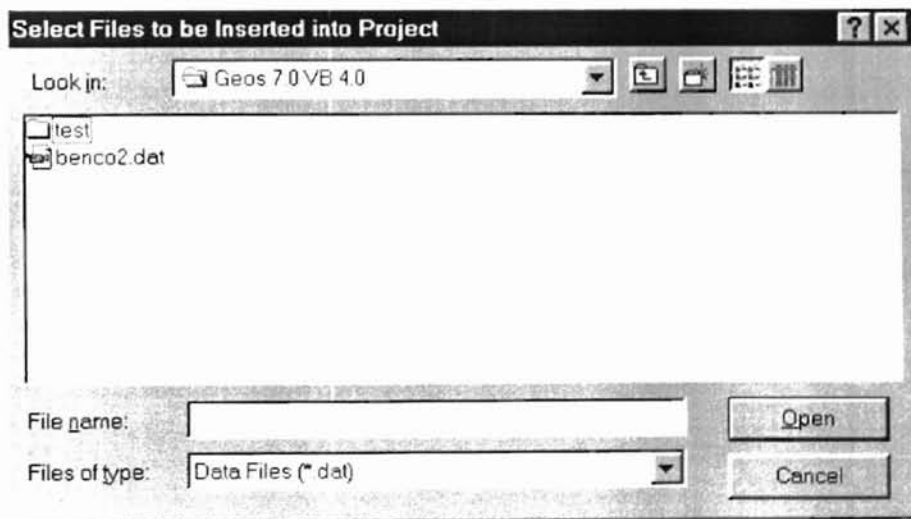 Select Files to be Inserted into Project
Look in: Geos 7.0 VB 4.0
test
benco2.dat
File name:
Open
Files of type: Data Files (*.dat)
Cancel